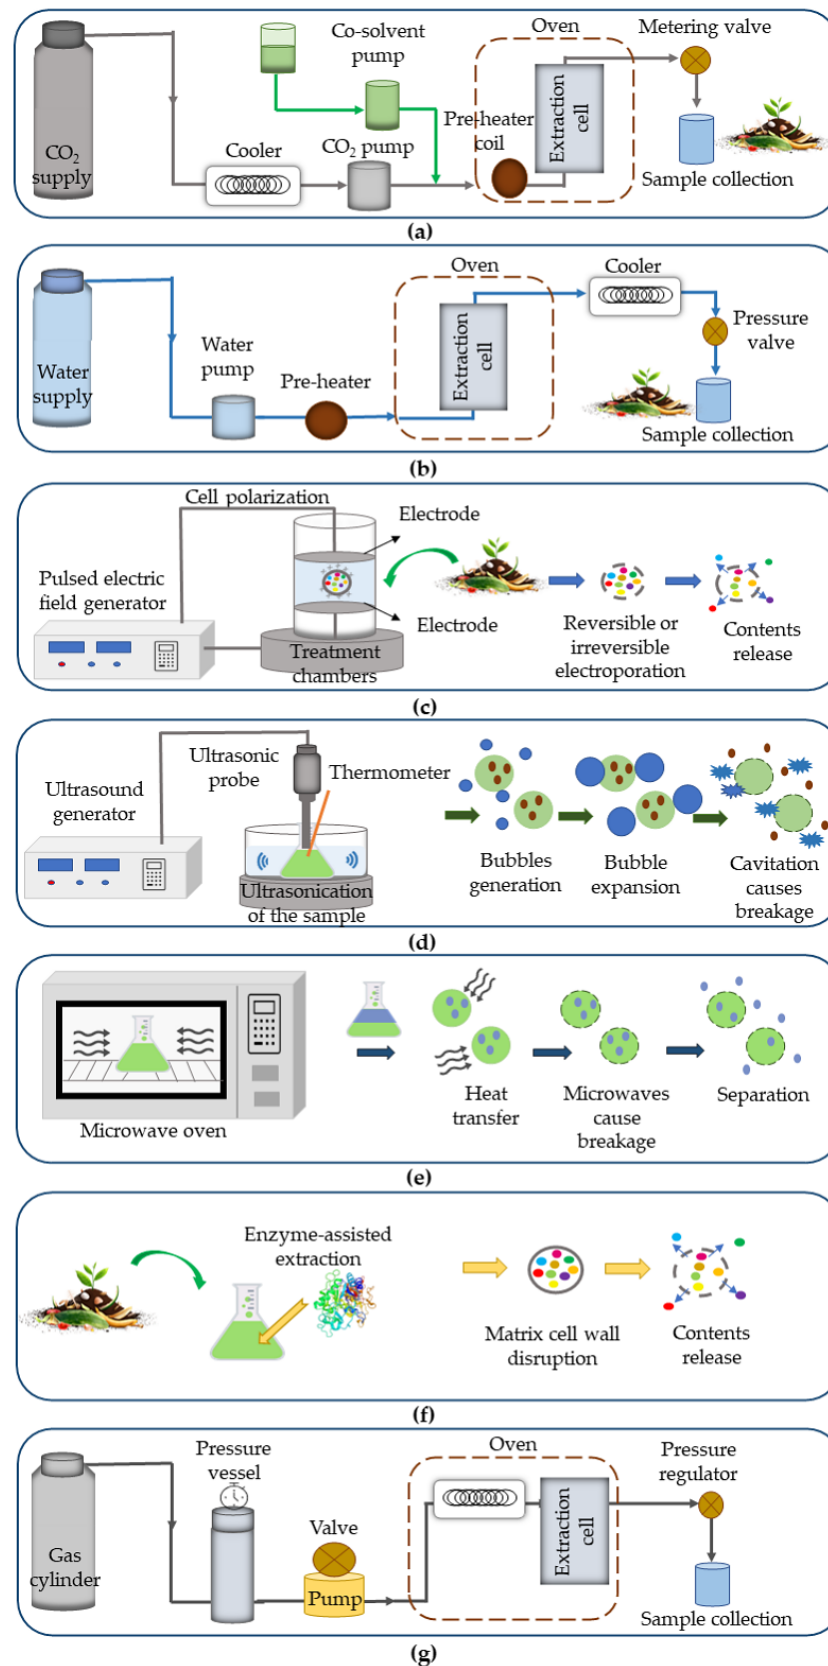 Co-solvent
pump
Oven
Metering valve
Extraction
cell
Pre-heater
coil
CO2
supply
Cooler
CO2 pump
Sample collection
(a)
Oven
Cooler
Water
supply
Water
pump
Pre-heater
Extraction
cell
Pressure
valve
Sample collection
(b)
Cell polarization
Electrode
Pulsed electric
field generator
Electrode
Treatment
chambers
Reversible or
irreversible
electroporation
Contents
release
(c)
Ultrasonic
probe
Thermometer
Ultrasound
generator
Ultrasonication
of the sample
Bubbles
generation
Bubble
expansion
Cavitation
causes
breakage
(d)
Microwave oven
Heat
transfer
Microwaves
cause
breakage
Separation
(e)
Enzyme-assisted
extraction
Matrix cell wall
disruption
Contents
release
(f)
Pressure
vessel
Oven
Pressure
regulator
Gas
cylinder
Valve
Pump
Extraction
cell
Sample collection
(g)